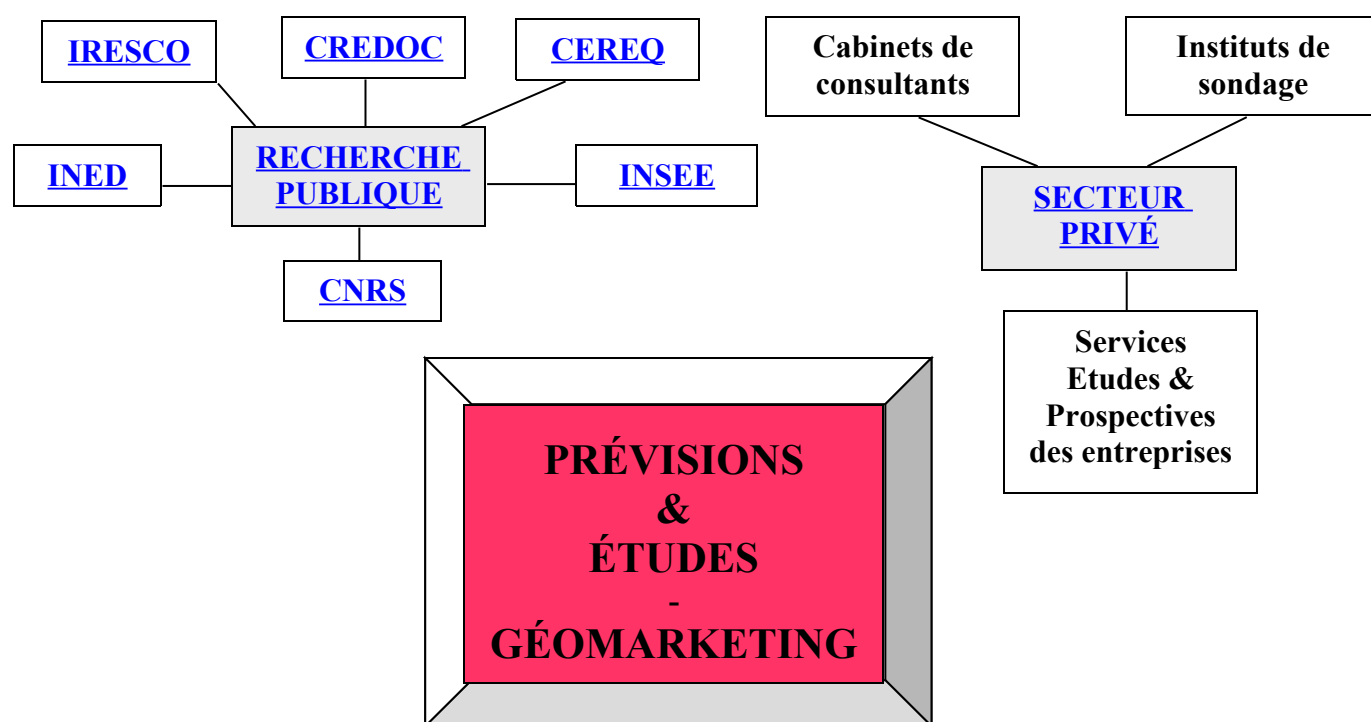 IRESCO
CREDOC
CEREQ
INED
RECHERCHE
PUBLIQUE
INSEE
CNRS
Cabinets de
consultants
Instituts de
sondage
SECTEUR
PRIVÉ
Services
Etudes &
Prospectives
des entreprises
PRÉVISIONS
&
ÉTUDES
-
GÉOMARKETING